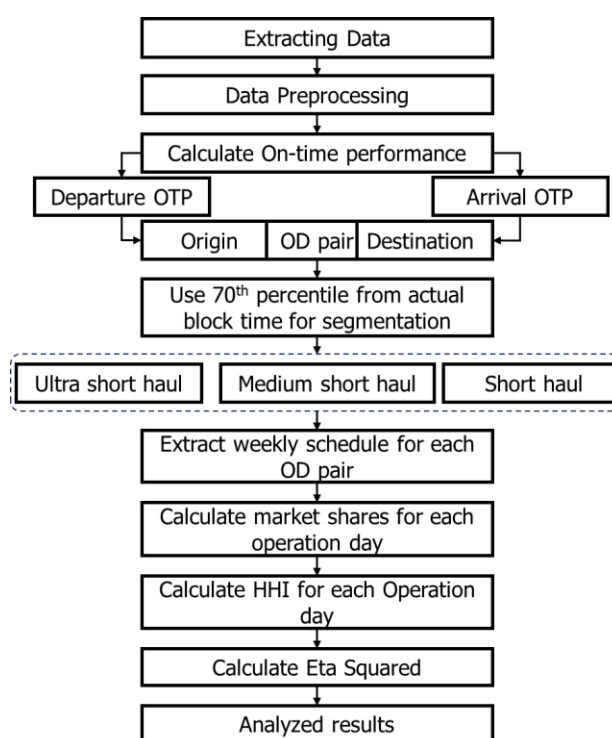 Extracting Data
Data Preprocessing
Calculate On-time performance
Departure OTP
Arrival OTP
Origin
OD pair
Destination
Use 70th percentile from actual
block time for segmentation
Ultra short haul
Medium short haul
Short haul
Extract weekly schedule for each
OD pair
Calculate market shares for each
operation day
Calculate HHI for each Operation
day
Calculate Eta Squared
Analyzed results